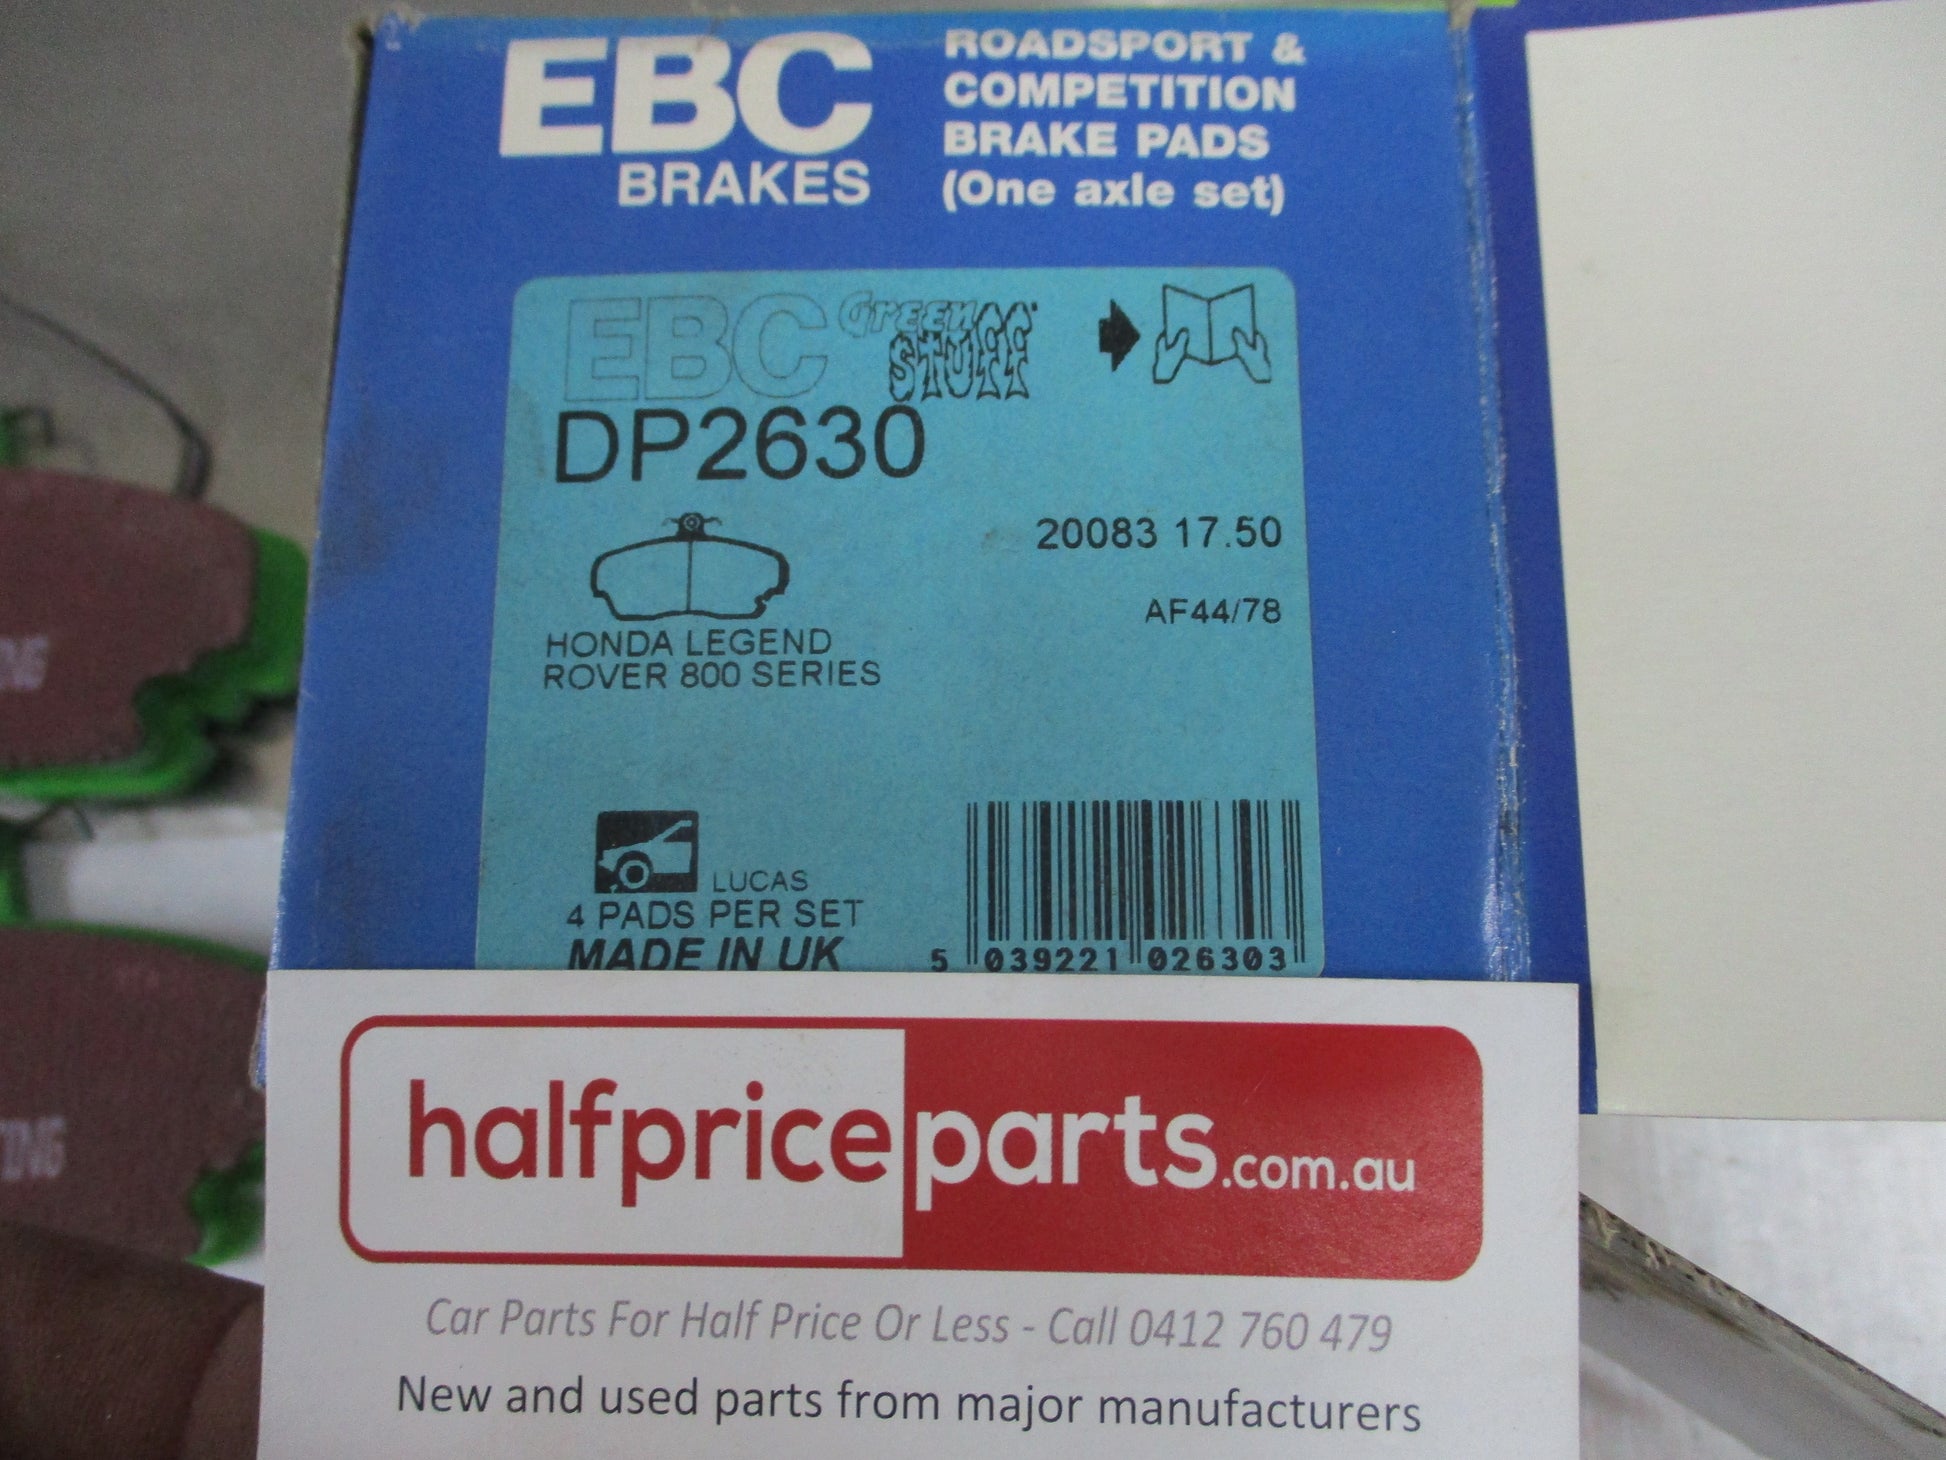 EBC
BRAKES
ROADSPORT &
COMPETITION
BRAKE PADS
(One axle set)
EBC Green STUFF
DP2630
20083 17.50
AF44/78
HONDA LEGEND
ROVER 800 SERIES
LUCAS
4 PADS PER SET
MADE IN UK
5 039221 026303
halfpriceparts.com.au
Car Parts For Half Price Or Less - Call 0412 760 479
New and used parts from major manufacturers